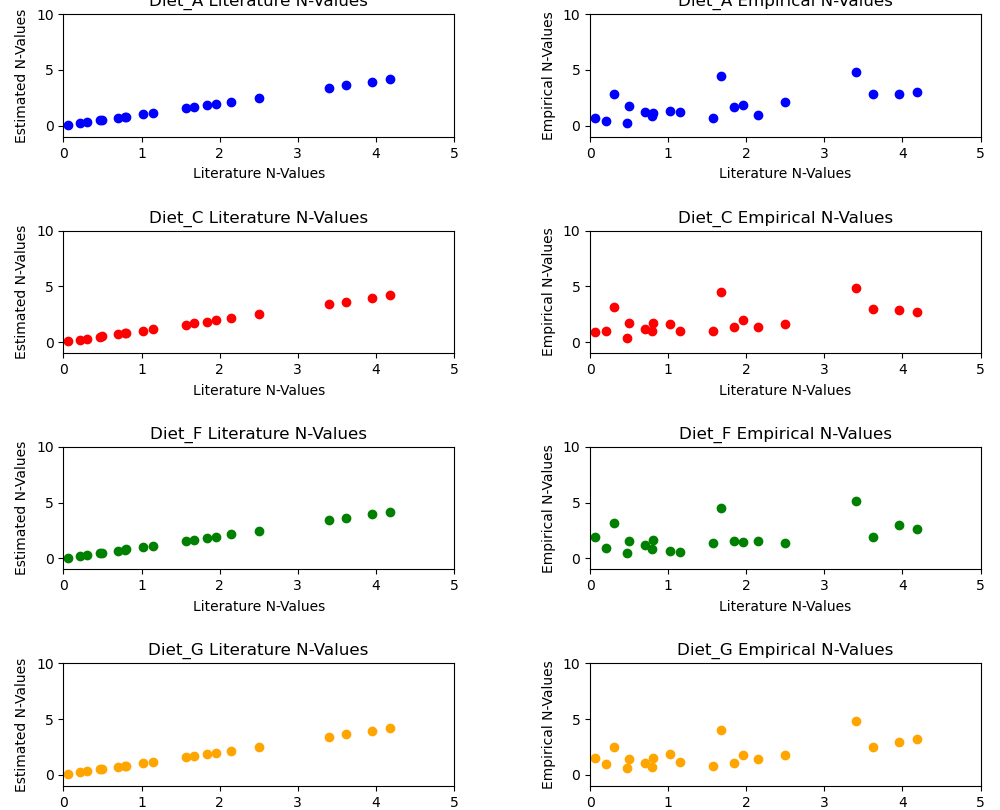 Diet_A Literature N-Values
Diet_A Empirical N-Values
Estimated N-Values
10
5
0
0 1 2 3 4 5
Literature N-Values
Empirical N-Values
10
5
0
0 1 2 3 4 5
Literature N-Values
Diet_C Literature N-Values
Diet_C Empirical N-Values
Estimated N-Values
10
5
0
0 1 2 3 4 5
Literature N-Values
Empirical N-Values
10
5
0
0 1 2 3 4 5
Literature N-Values
Diet_F Literature N-Values
Diet_F Empirical N-Values
Estimated N-Values
10
5
0
0 1 2 3 4 5
Literature N-Values
Empirical N-Values
10
5
0
0 1 2 3 4 5
Literature N-Values
Diet_G Literature N-Values
Diet_G Empirical N-Values
Estimated N-Values
10
5
0
0 1 2 3 4 5
Empirical N-Values
10
5
0
0 1 2 3 4 5